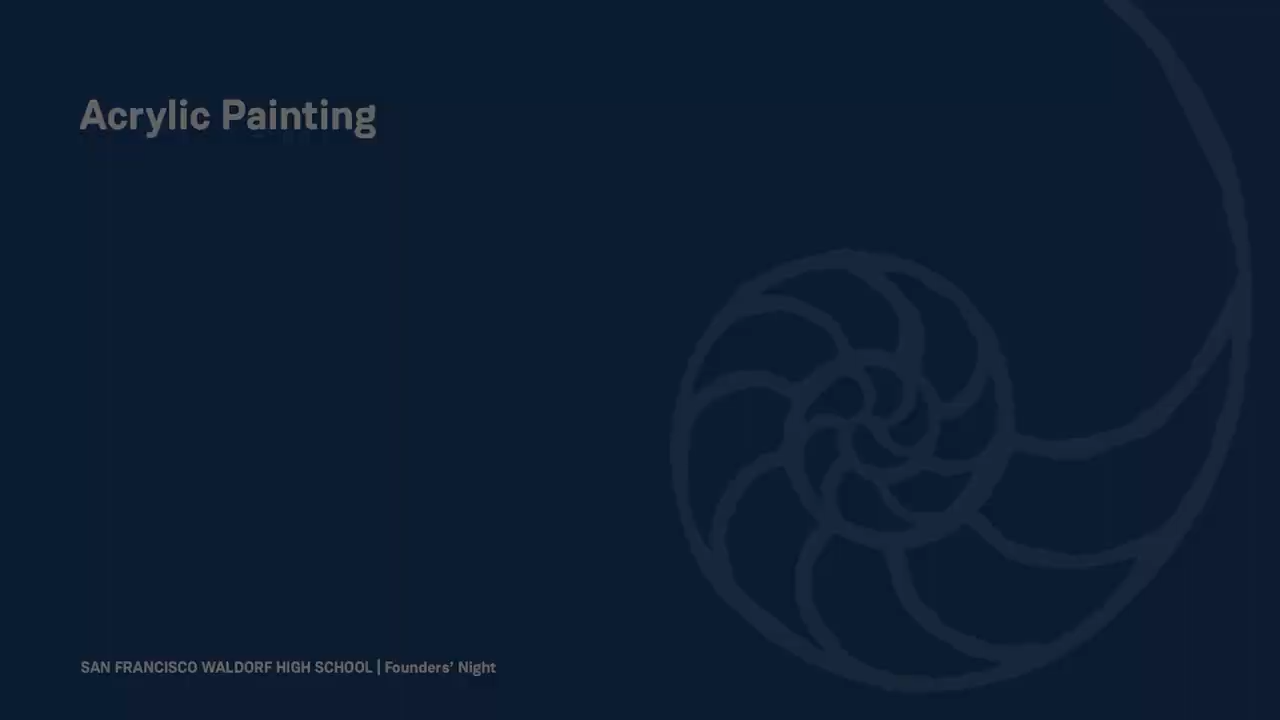 Acrylic Painting
SAN FRANCISCO WALDORF HIGH SCHOOL | Founders’ Night